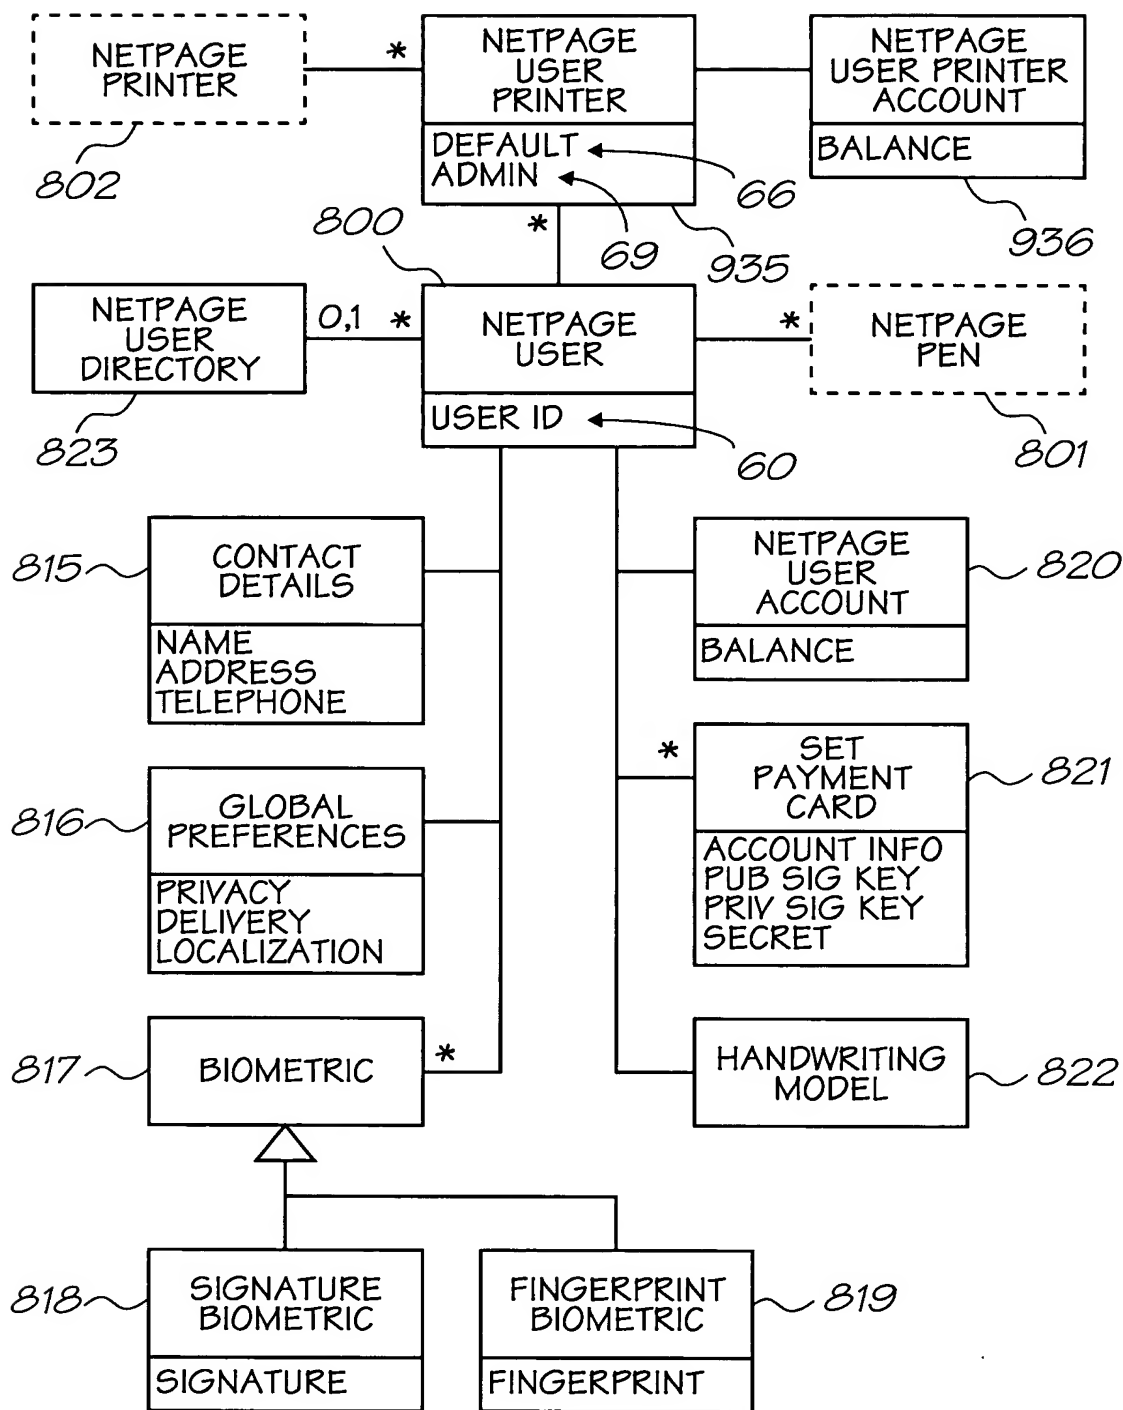 NETPAGE
PRINTER
802
*
NETPAGE
USER
PRINTER
DEFAULT
ADMIN
66
69
935
NETPAGE
USER PRINTER
ACCOUNT
BALANCE
936
*
800
NETPAGE
USER
DIRECTORY
823
0,1 *
NETPAGE
USER
USER ID
60
*
NETPAGE
PEN
801
815
CONTACT
DETAILS
NAME
ADDRESS
TELEPHONE
NETPAGE
USER
ACCOUNT
BALANCE
820
816
GLOBAL
PREFERENCES
PRIVACY
DELIVERY
LOCALIZATION
*
SET
PAYMENT
CARD
ACCOUNT INFO
PUB SIG KEY
PRIV SIG KEY
SECRET
821
817
BIOMETRIC
*
HANDWRITING
MODEL
822
818
SIGNATURE
BIOMETRIC
SIGNATURE
FINGERPRINT
BIOMETRIC
FINGERPRINT
819